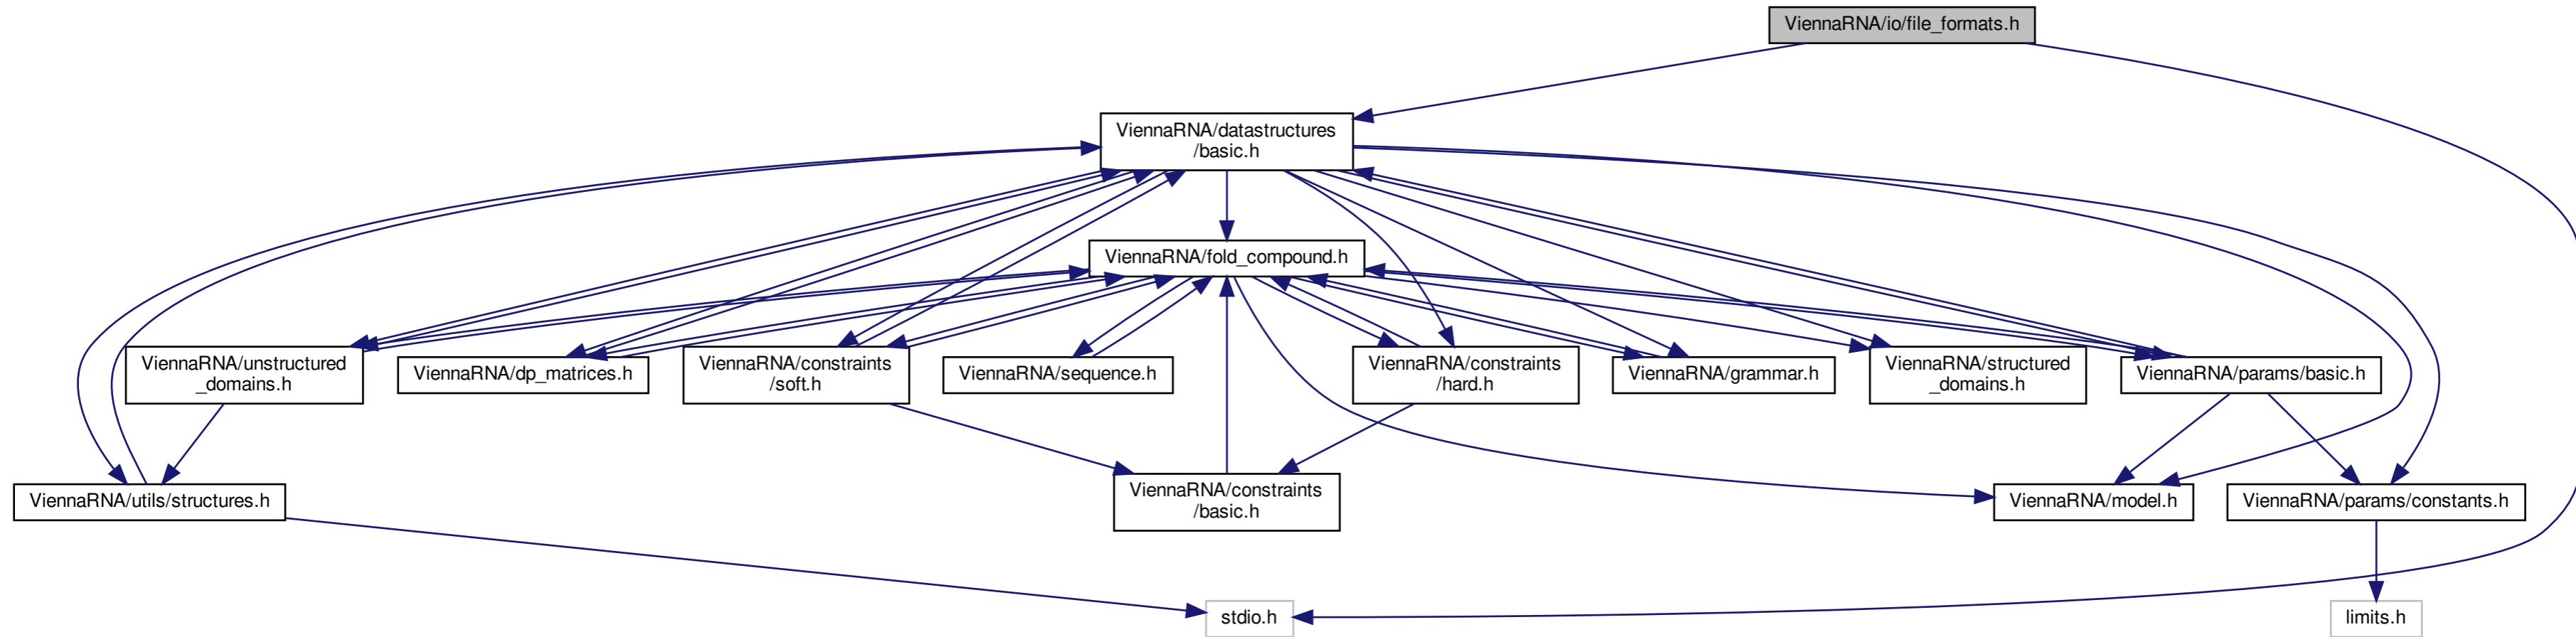 ViennaRNA/io/file_formats.h
ViennaRNA/datastructures
/basic.h
ViennaRNA/fold_compound.h
ViennaRNA/unstructured
_domains.h
ViennaRNA/dp_matrices.h
ViennaRNA/constraints
/soft.h
ViennaRNA/sequence.h
ViennaRNA/constraints
/hard.h
ViennaRNA/grammar.h
ViennaRNA/structured
_domains.h
ViennaRNA/params/basic.h
ViennaRNA/utils/structures.h
ViennaRNA/constraints
/basic.h
ViennaRNA/model.h
ViennaRNA/params/constants.h
stdio.h
limits.h